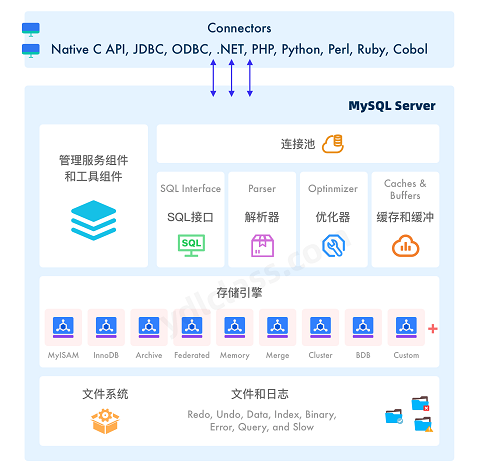 Connectors
Native C API, JDBC, ODBC, .NET, PHP, Python, Perl, Ruby, Cobol
MySQL Server
管理服务组件
和工具组件
连接池
SQL Interface
SQL接口
SQL
Parser
解析器
Optinmizer
优化器
Caches &
Buffers
缓存和缓冲
存储引擎
MyISAM
InnoDB
Archive
Federated
Memory
Merge
Cluster
BDB
Custom
+
文件系统
文件和日志
Redo, Undo, Data, Index, Binary,
Error, Query, and Slow
ydlclass.com